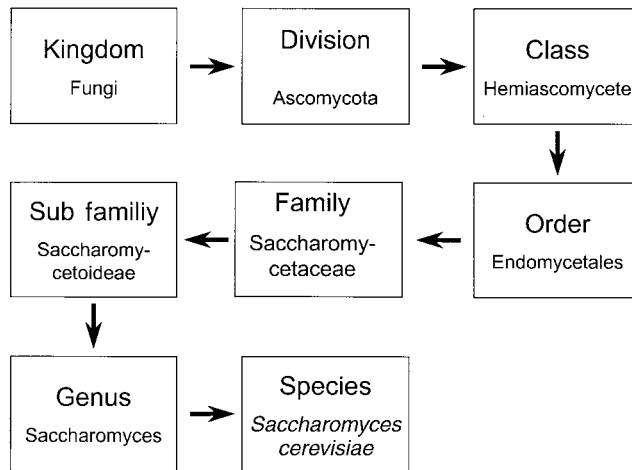 Kingdom
Fungi
Division
Ascomycota
Class
Hemiascomycete
Sub familiy
Saccharomy-
cetoideae
Family
Saccharomy-
cetaceae
Order
Endomycetales
Genus
Saccharomyces
Species
Saccharomyces
cerevisiae